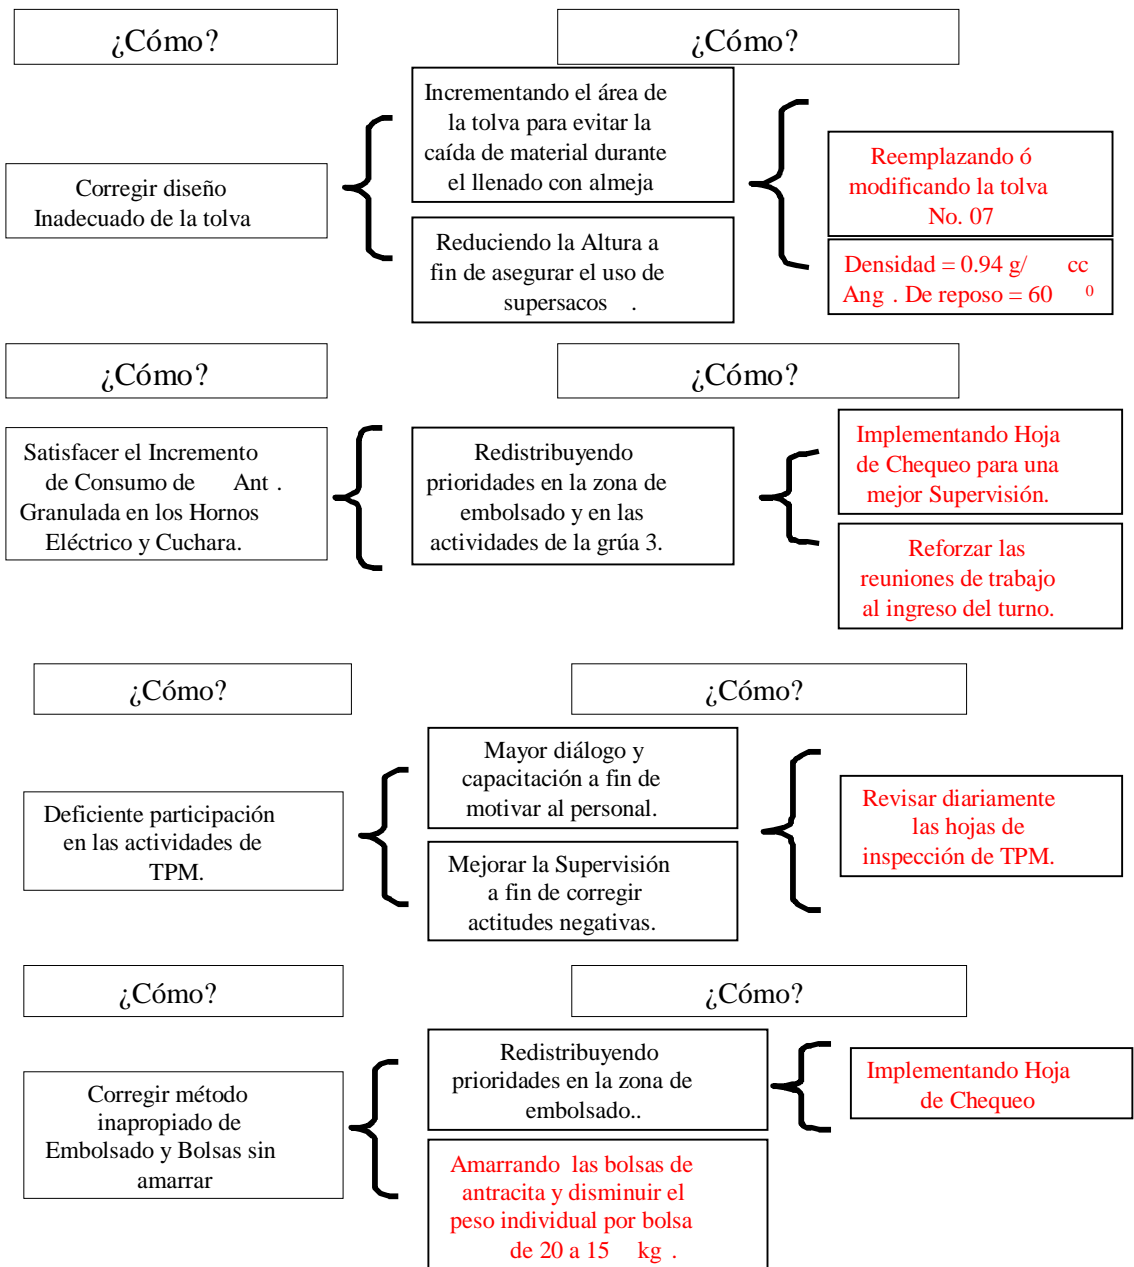 ¿Cómo?
¿Cómo?
Corregir diseño
Inadecuado de la tolva
Incrementando el área de
la tolva para evitar la
caída de material durante
el llenado con almeja
Reduciendo la Altura a
fin de asegurar el uso de
supersacos .
Reemplazando ó
modificando la tolva
No. 07
Densidad = 0.94 g/ cc
Ang . De reposo = 60 0
¿Cómo?
¿Cómo?
Satisfacer el Incremento
de Consumo de Ant .
Granulada en los Hornos
Eléctrico y Cuchara.
Redistribuyendo
prioridades en la zona de
embolsado y en las
actividades de la grúa 3.
Implementando Hoja
de Chequeo para una
mejor Supervisión.
Reforzar las
reuniones de trabajo
al ingreso del turno.
¿Cómo?
¿Cómo?
Deficiente participación
en las actividades de
TPM.
Mayor diálogo y
capacitación a fin de
motivar al personal.
Mejorar la Supervisión
a fin de corregir
actitudes negativas.
Revisar diariamente
las hojas de
inspección de TPM.
¿Cómo?
¿Cómo?
Corregir método
inapropiado de
Embolsado y Bolsas sin
amarrar
Redistribuyendo
prioridades en la zona de
embolsado..
Amarrando las bolsas de
antracita y disminuir el
peso individual por bolsa
de 20 a 15 kg .
Implementando Hoja
de Chequeo